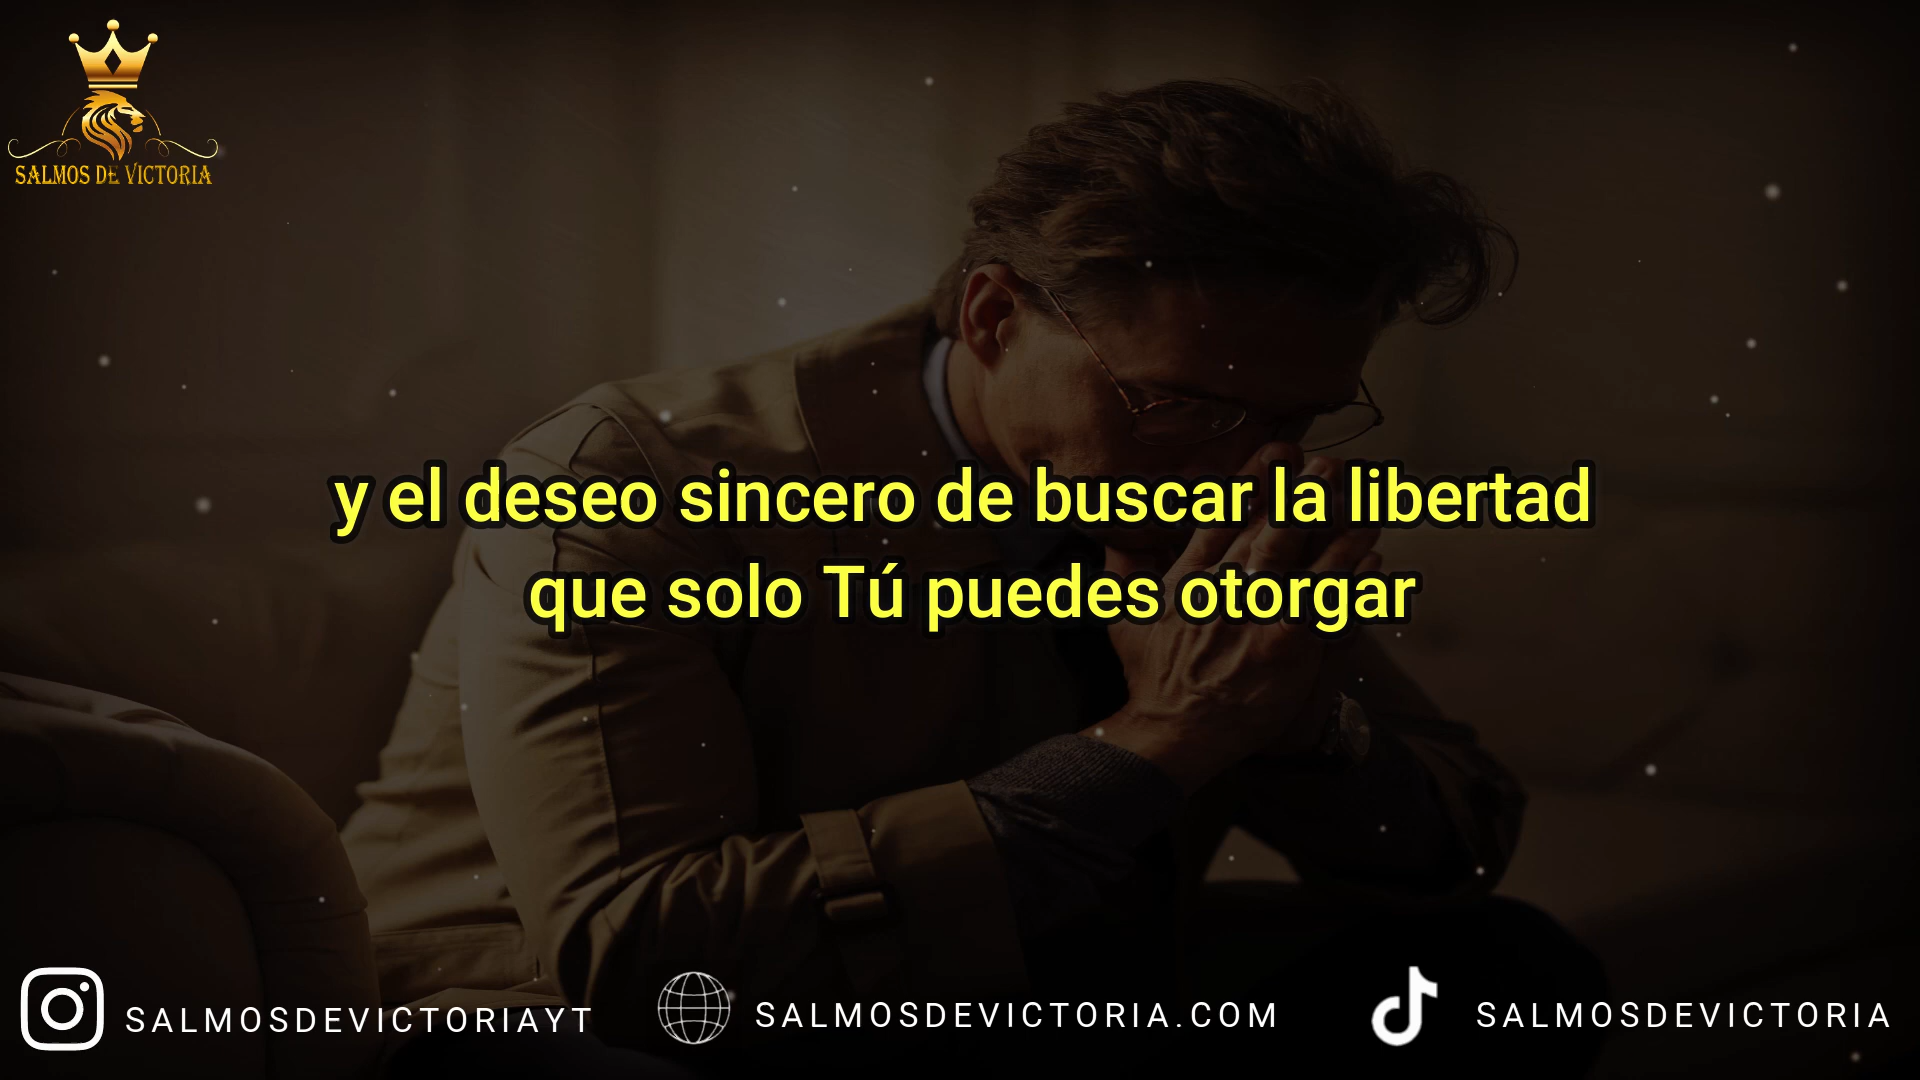 SALMOS DE VICTORIA
y el deseo sincero de buscar la libertad
que solo Tú puedes otorgar
SALMOSDEVICTORIAYT
SALMOSDEVICTORIA.COM
SALMOSDEVICTORIA